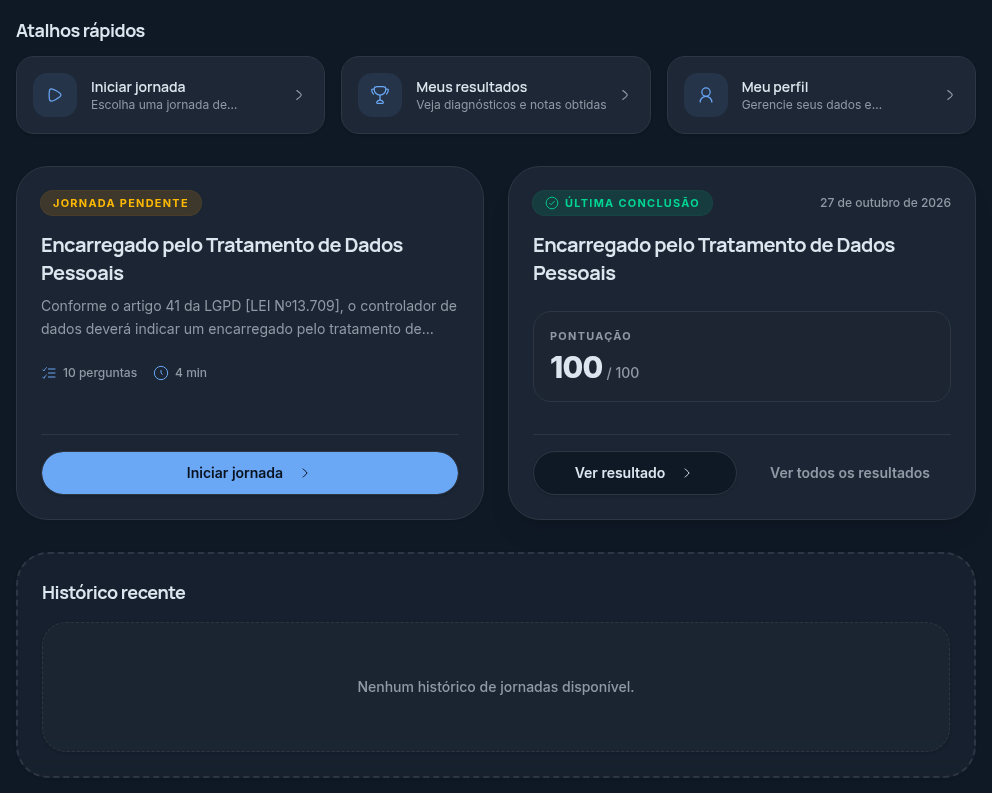 Atalhos rápidos
Iniciar jornada
Escolha uma jornada de...
Meus resultados
Veja diagnósticos e notas obtidas
Meu perfil
Gerencie seus dados e...
JORNADA PENDENTE
Encarregado pelo Tratamento de Dados
Pessoais
Conforme o artigo 41 da LGPD [LEI Nº13.709], o controlador de
dados deverá indicar um encarregado pelo tratamento de...
10 perguntas
4 min
Iniciar jornada
ÚLTIMA CONCLUSÃO
27 de outubro de 2026
Encarregado pelo Tratamento de Dados
Pessoais
PONTUAÇÃO
100 / 100
Ver resultado
Ver todos os resultados
Histórico recente
Nenhum histórico de jornadas disponível.